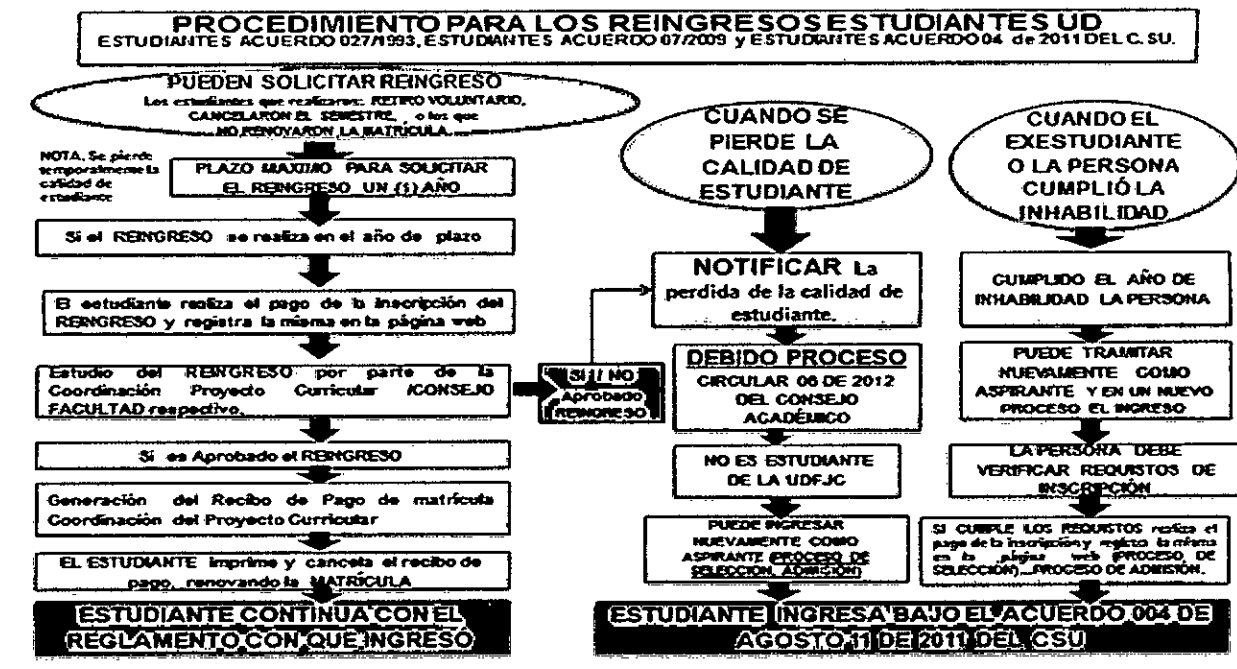 PROCEDIMIENTO PARA LOS REINGRESOS ESTUDIANTES UD
ESTUDIANTES ACUERDO 027/1993, ESTUDIANTES ACUERDO 07/2009 y ESTUDIANTES ACUERDO 04 de 2011 DEL C.SU.
PUEDEN SOLICITAR REINGRESO
Los estudiantes que realizaron: RETIRO VOLUNTARIO,
CANCELARON EL SEMESTRE, o los que
NO RENOVARON LA MATRÍCULA
NOTA. Se pierde
temporalmente la
calidad de
estudiante
PLAZO MAXIMO PARA SOLICITAR
EL REINGRESO UN (1) AÑO
Si el REINGRESO se realiza en el año de plazo
El estudiante realiza el pago de la inscripción del
REINGRESO y registra la misma en la página web
Estudio del REINGRESO por parte de la
Coordinación Proyecto Curricular /CONSEJO
FACULTAD respectivo.
SI // NO
Aprobado
REINGRESO
Si es Aprobado el REINGRESO
Generación del Recibo de Pago de matrícula
Coordinación del Proyecto Curricular
EL ESTUDIANTE Imprime y cancela el recibo de
pago, renovando la MATRÍCULA
ESTUDIANTE CONTINUA CON EL
REGLAMENTO CON QUE INGRESÓ
CUANDO SE
PIERDE LA
CALIDAD DE
ESTUDIANTE
NOTIFICAR La
perdida de la calidad de
estudiante.
DEBIDO PROCESO
CIRCULAR 06 DE 2012
DEL CONSEJO
ACADÉMICO
NO ES ESTUDIANTE
DE LA UDFJC
PUEDE INGRESAR
NUEVAMENTE COMO
ASPIRANTE (PROCESO DE
SELECCIÓN, ADMISIÓN)
CUANDO EL
EXESTUDIANTE
O LA PERSONA
CUMPLIÓ LA
INHABILIDAD
CUMPLIDO EL AÑO DE
INHABILIDAD LA PERSONA
PUEDE TRAMITAR
NUEVAMENTE COMO
ASPIRANTE Y EN UN NUEVO
PROCESO EL INGRESO
LA PERSONA DEBE
VERIFICAR REQUISTOS DE
INSCRIPCIÓN
SI CUMPLE LOS REQUISTOS realiza el
pago de la inscripción y registra la misma
en la página web (PROCESO DE
SELECCIÓN)...PROCESO DE ADMISIÓN.
ESTUDIANTE INGRESA BAJO EL ACUERDO 004 DE
AGOSTO 11 DE 2011 DEL CSU